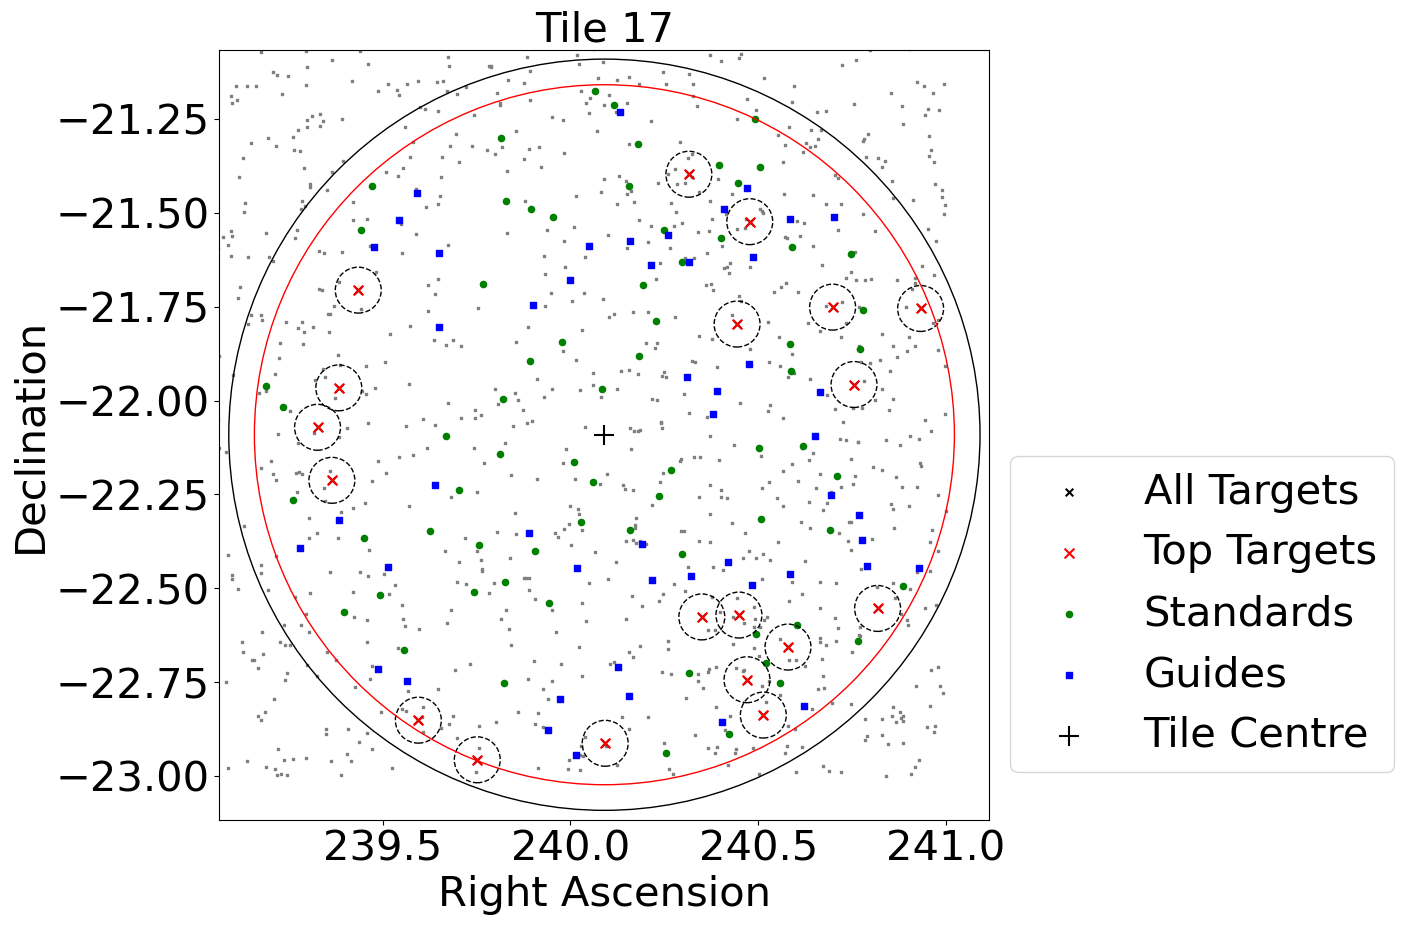 Tile 17
−21.25
−21.50
−21.75
−22.00
−22.25
−22.50
−22.75
−23.00
Declination
239.5 240.0 240.5 241.0
Right Ascension
All Targets
Top Targets
Standards
Guides
Tile Centre